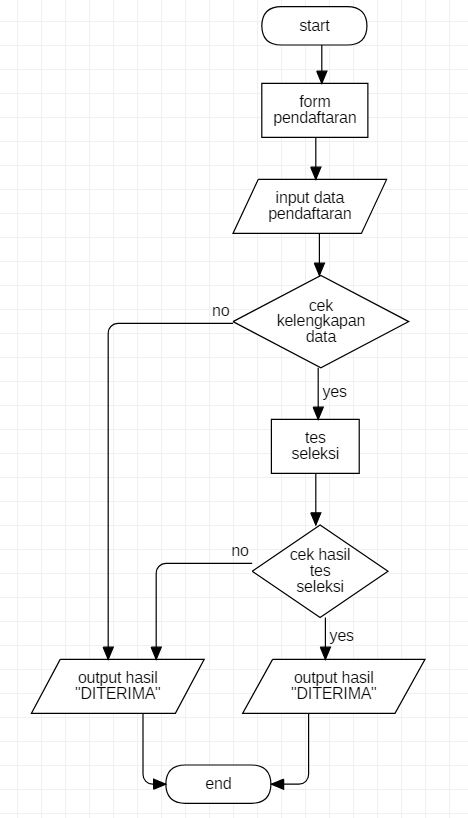 start
form
pendaftaran
input data
pendaftaran
cek
kelengkapan
data
no
yes
tes
seleksi
cek hasil
tes
seleksi
no
yes
output hasil
"DITERIMA"
output hasil
"DITERIMA"
end